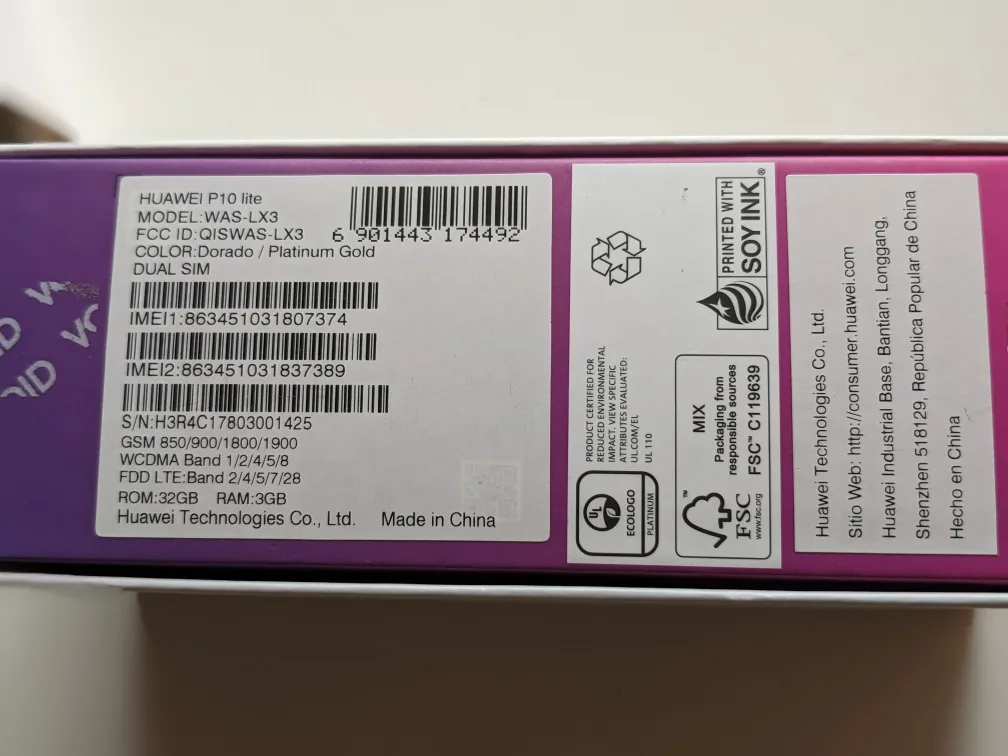 HUAWEI P10 lite
MODEL:WAS-LX3
FCC ID:QISWAS-LX3
6 901443 174492
COLOR:Dorado / Platinum Gold
DUAL SIM
IMEI1:863451031807374
IMEI2:863451031837389
S/N:H3R4C17803001425
GSM 850/900/1800/1900
WCDMA Band 1/2/4/5/8
FDD LTE:Band 2/4/5/7/28
ROM:32GB RAM:3GB
Huawei Technologies Co., Ltd. Made in China
PRINTED WITH
SOY INK®
PRODUCT CERTIFIED FOR
REDUCED ENVIRONMENTAL
IMPACT. VIEW SPECIFIC
ATTRIBUTES EVALUATED:
UL.COM/EL
UL 110
UL
ECOLOGO
PLATINUM
MIX
Packaging from
responsible sources
FSC™ C119639
™
FSC
www.fsc.org
Huawei Technologies Co., Ltd.
Sitio Web: http://consumer.huawei.com
Huawei Industrial Base, Bantian, Longgang,
Shenzhen 518129, República Popular de China
Hecho en China
VOID